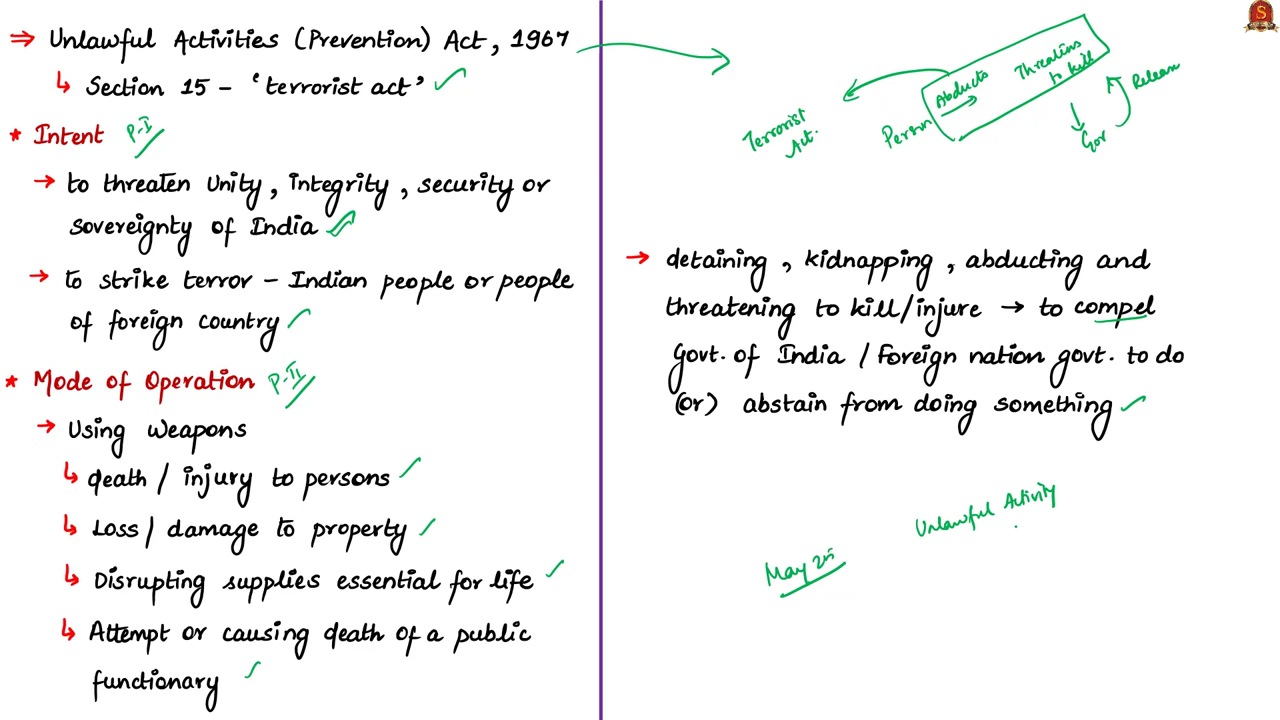 ⇒ Unlawful Activities (Prevention) Act, 1967
↳ Section 15 - 'terrorist act' ✓
* Intent P-I
→ to threaten Unity, integrity, security or
sovereignty of India
→ to strike terror - Indian people or people
of foreign country ✓
* Mode of Operation P-II
→ Using weapons
↳ death / injury to persons ✓
↳ Loss / damage to property ✓
↳ Disrupting supplies essential for life ✓
↳ Attempt or causing death of a public
functionary ✓
Terrorist
Act.
Person
Abducts
→
Threatens
to kill
Gov
Release
→ detaining, kidnapping, abducting and
threatening to kill/injure → to compel
Govt. of India / Foreign nation govt. to do
(or) abstain from doing something ✓
Unlawful Activity
May 25
S